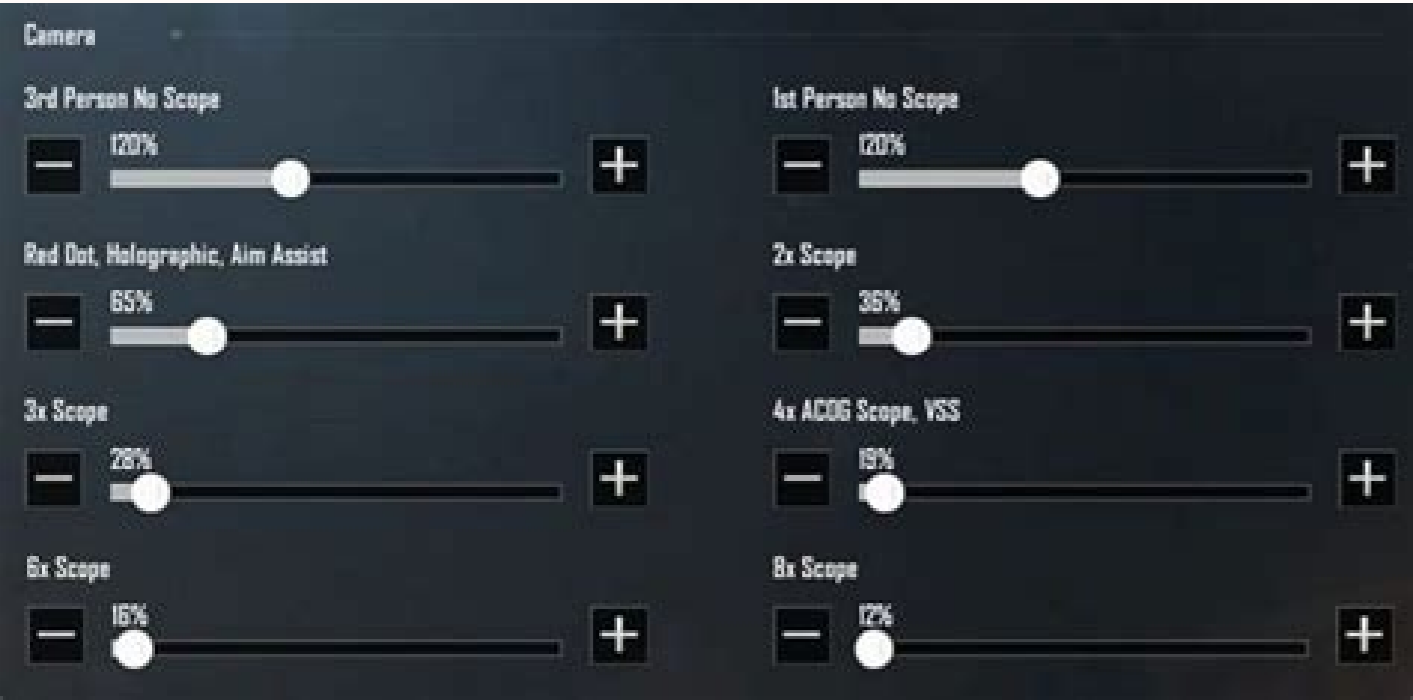 Camera
3rd Person No Scope
1st Person No Scope
120%
120%
Red Dot, Holographic, Aim Assist
2x Scope
65%
36%
3x Scope
4x ACOG Scope, VSS
28%
19%
6x Scope
8x Scope
16%
12%